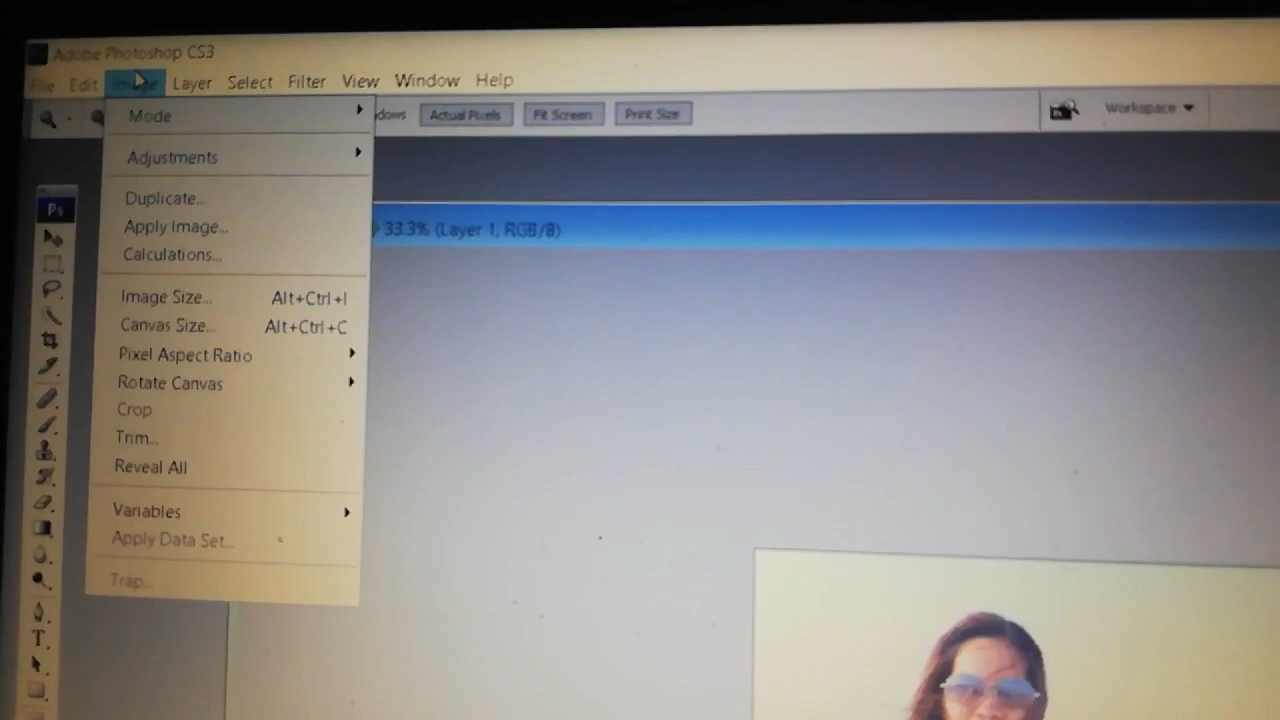 Adobe Photoshop CS3
File Edit Image Layer Select Filter View Window Help
dows Actual Pixels Fit Screen Print Size Workspace
Mode
Adjustments
Duplicate...
Apply Image...
Calculations...
Image Size... Alt+Ctrl+I
Canvas Size... Alt+Ctrl+C
Pixel Aspect Ratio
Rotate Canvas
Crop
Trim...
Reveal All
Variables
Apply Data Set...
Trap...
Ps
33.3% (Layer 1, RGB/8)
T